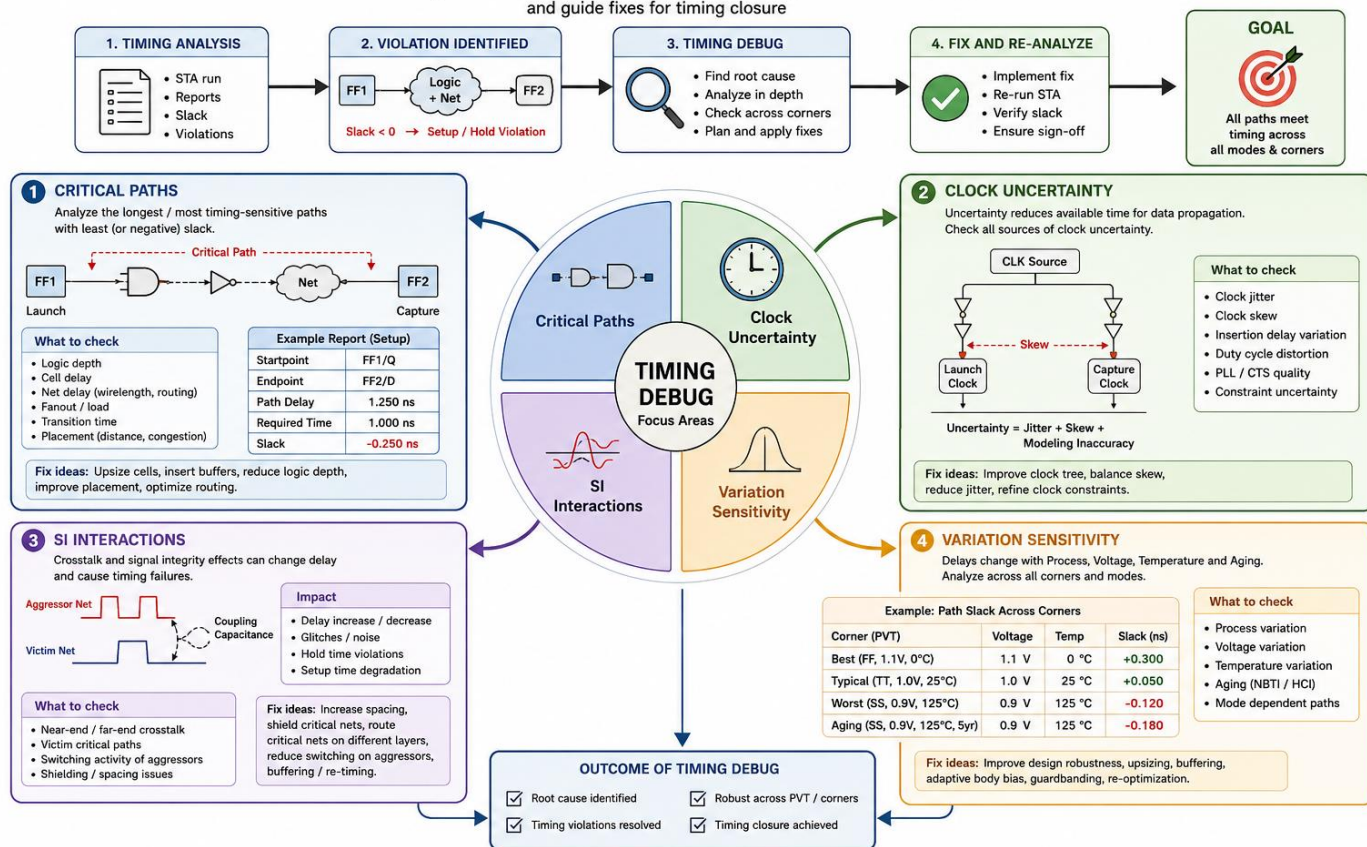 and guide fixes for timing closure
1. TIMING ANALYSIS
• STA run
• Reports
• Slack
• Violations
2. VIOLATION IDENTIFIED
FF1
Logic
+ Net
FF2
Slack < 0 → Setup / Hold Violation
3. TIMING DEBUG
• Find root cause
• Analyze in depth
• Check across corners
• Plan and apply fixes
4. FIX AND RE-ANALYZE
• Implement fix
• Re-run STA
• Verify slack
• Ensure sign-off
GOAL
All paths meet
timing across
all modes & corners
1 CRITICAL PATHS
Analyze the longest / most timing-sensitive paths
with least (or negative) slack.
Critical Path
FF1
Net
FF2
Launch
Capture
What to check
• Logic depth
• Cell delay
• Net delay (wirelength, routing)
• Fanout / load
• Transition time
• Placement (distance, congestion)
Example Report (Setup)
Startpoint FF1/Q
Endpoint FF2/D
Path Delay 1.250 ns
Required Time 1.000 ns
Slack -0.250 ns
Fix ideas: Upsize cells, insert buffers, reduce logic depth,
improve placement, optimize routing.
Critical Paths
Clock
Uncertainty
TIMING
DEBUG
Focus Areas
SI
Interactions
Variation
Sensitivity
2 CLOCK UNCERTAINTY
Uncertainty reduces available time for data propagation.
Check all sources of clock uncertainty.
CLK Source
Skew
Launch
Clock
Capture
Clock
Uncertainty = Jitter + Skew +
Modeling Inaccuracy
What to check
• Clock jitter
• Clock skew
• Insertion delay variation
• Duty cycle distortion
• PLL / CTS quality
• Constraint uncertainty
Fix ideas: Improve clock tree, balance skew,
reduce jitter, refine clock constraints.
3 SI INTERACTIONS
Crosstalk and signal integrity effects can change delay
and cause timing failures.
Aggressor Net
Victim Net
Coupling
Capacitance
Impact
• Delay increase / decrease
• Glitches / noise
• Hold time violations
• Setup time degradation
What to check
• Near-end / far-end crosstalk
• Victim critical paths
• Switching activity of aggressors
• Shielding / spacing issues
Fix ideas: Increase spacing,
shield critical nets, route
critical nets on different layers,
reduce switching on aggressors,
buffering / re-timing.
4 VARIATION SENSITIVITY
Delays change with Process, Voltage, Temperature and Aging.
Analyze across all corners and modes.
Example: Path Slack Across Corners
Corner (PVT) Voltage Temp Slack (ns)
Best (FF, 1.1V, 0°C) 1.1 V 0 °C +0.300
Typical (TT, 1.0V, 25°C) 1.0 V 25 °C +0.050
Worst (SS, 0.9V, 125°C) 0.9 V 125 °C -0.120
Aging (SS, 0.9V, 125°C, 5yr) 0.9 V 125 °C -0.180
What to check
• Process variation
• Voltage variation
• Temperature variation
• Aging (NBTI / HCI)
• Mode dependent paths
Fix ideas: Improve design robustness, upsizing, buffering,
adaptive body bias, guardbanding, re-optimization.
OUTCOME OF TIMING DEBUG
Root cause identified
Robust across PVT / corners
Timing violations resolved
Timing closure achieved